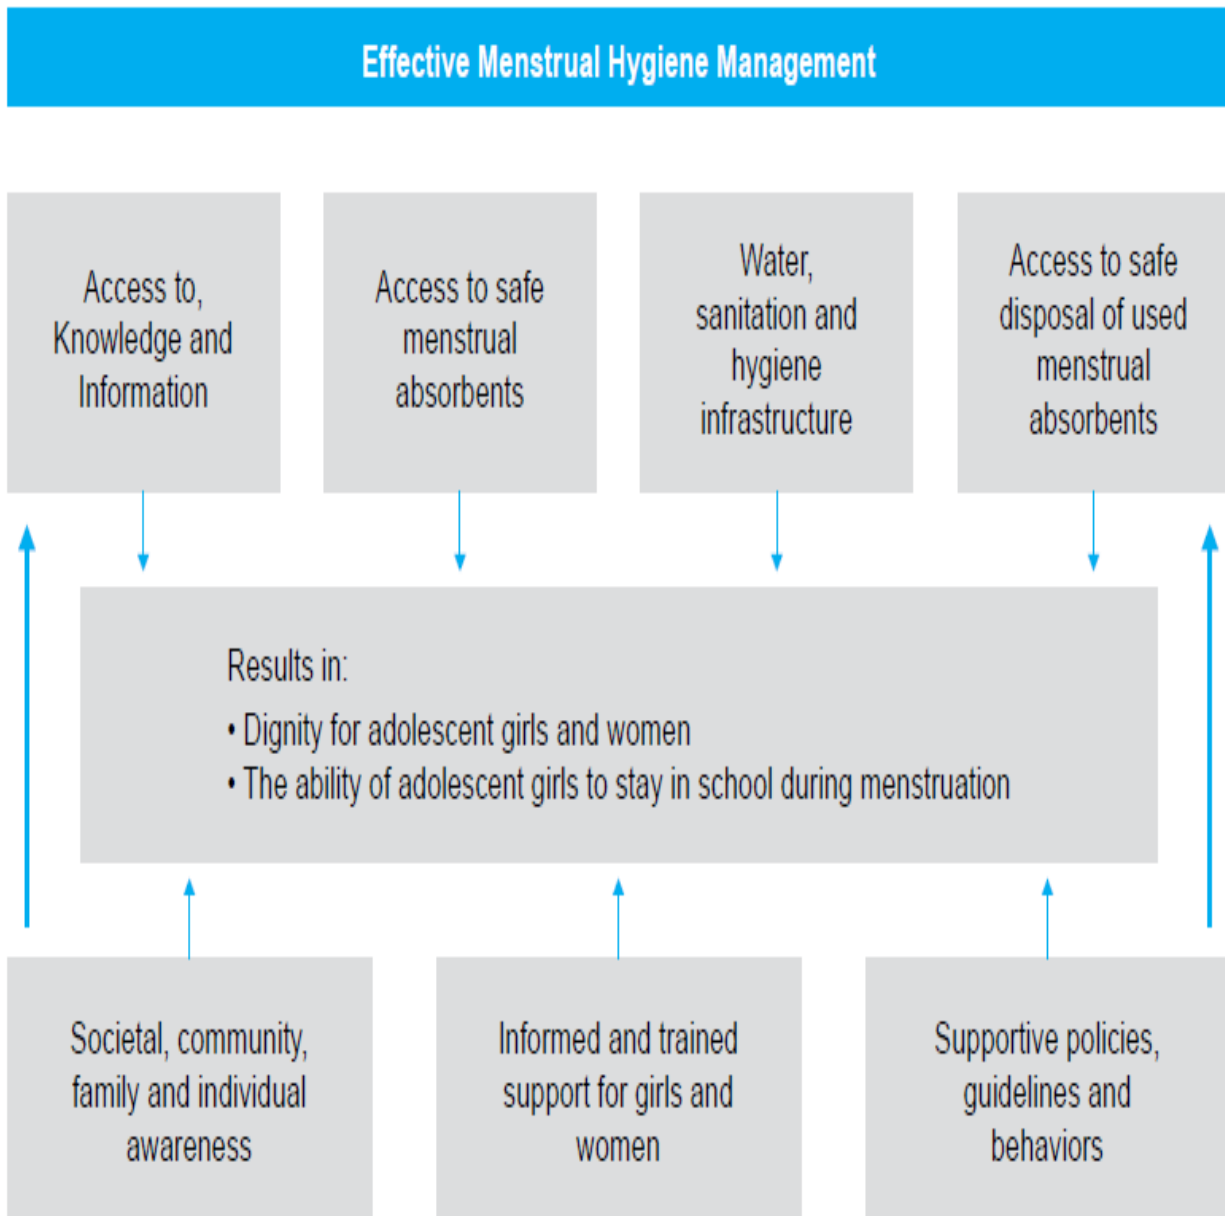 Effective Menstrual Hygiene Management
Access to,
Knowledge and
Information
Access to safe
menstrual
absorbents
Water,
sanitation and
hygiene
infrastructure
Access to safe
disposal of used
menstrual
absorbents
Results in:
• Dignity for adolescent girls and women
• The ability of adolescent girls to stay in school during menstruation
Societal, community,
family and individual
awareness
Informed and trained
support for girls and
women
Supportive policies,
guidelines and
behaviors